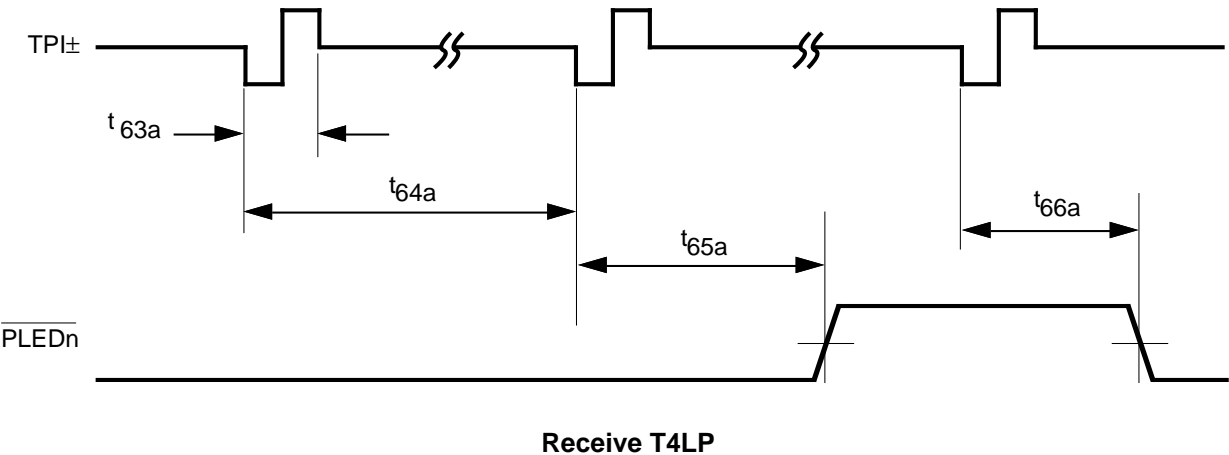 TPI±
t63a
t64a
t65a
t66a
PLEDn
Receive T4LP